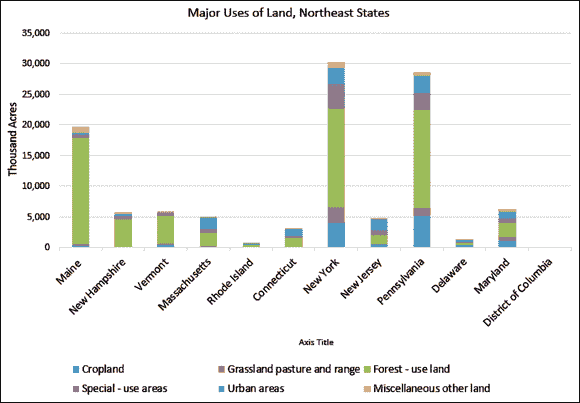 Major Uses of Land, Northeast States
35,000
30,000
25,000
20,000
15,000
10,000
5,000
0
Thousand Acres
Maine
New Hampshire
Vermont
Massachusetts
Rhode Island
Connecticut
New York
New Jersey
Pennsylvania
Delaware
Maryland
District of Columbia
Axis Title
Cropland Grassland pasture and range Forest - use land
Special - use areas Urban areas Miscellaneous other land